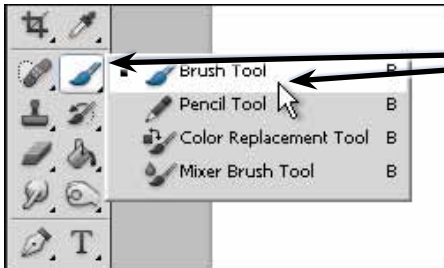 Brush Tool B
Pencil Tool B
Color Replacement Tool B
Mixer Brush Tool B
T